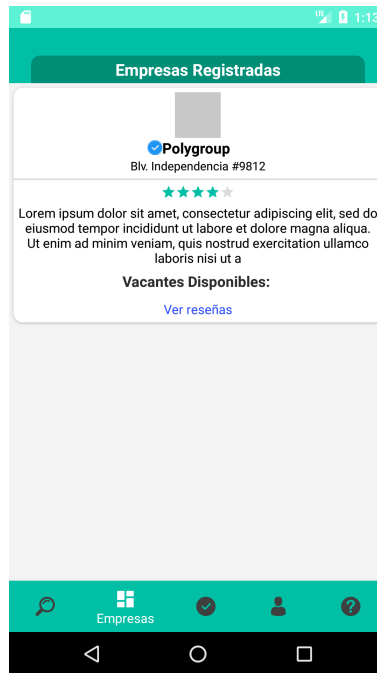 LTE 1:13
Empresas Registradas
Polygroup
Blv. Independencia #9812
Lorem ipsum dolor sit amet, consectetur adipiscing elit, sed do
eiusmod tempor incididunt ut labore et dolore magna aliqua.
Ut enim ad minim veniam, quis nostrud exercitation ullamco
laboris nisi ut a
Vacantes Disponibles:
Ver reseñas
Empresas